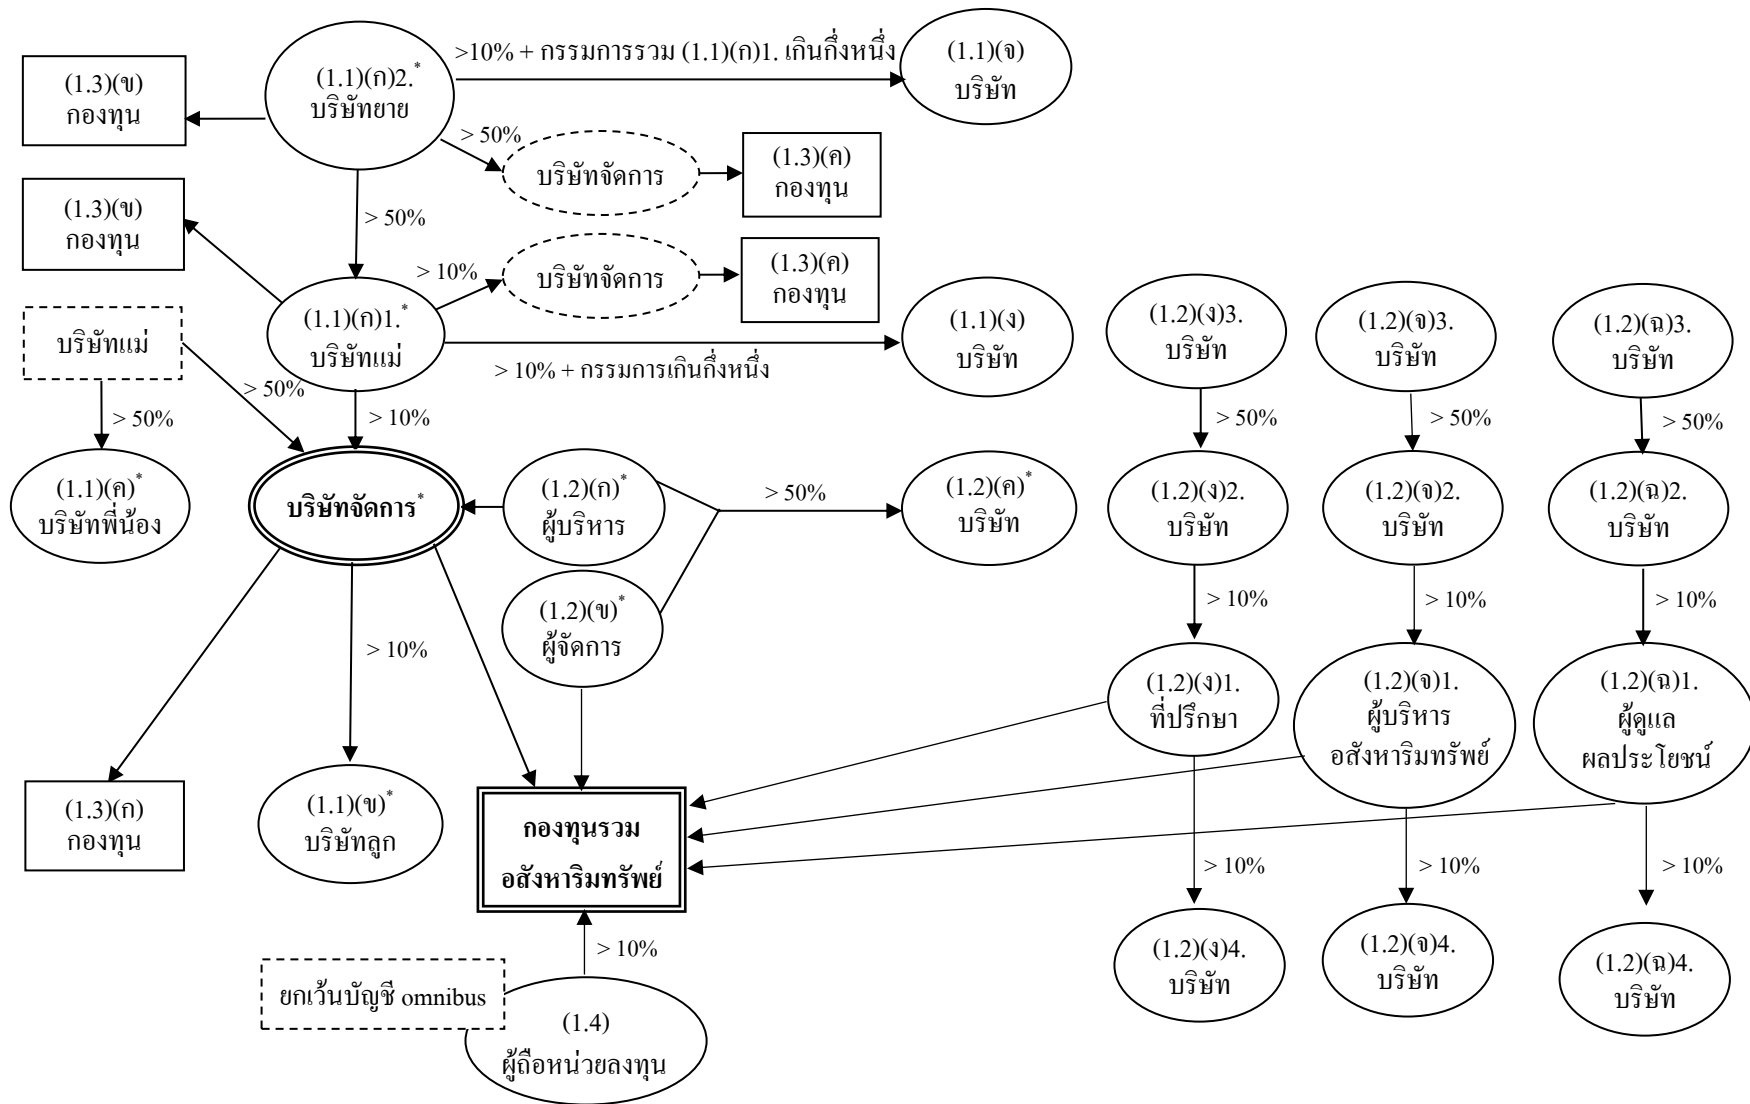 >10% + กรรมการรวม (1.1)(ก)1. เกินกึ่งหนึ่ง
(1.1)(จ)
บริษัท
(1.3)(ข)
กองทุน
(1.1)(ก)2.*
บริษัทยาย
> 50%
บริษัทจัดการ
(1.3)(ค)
กองทุน
(1.3)(ข)
กองทุน
> 50%
> 10%
บริษัทจัดการ
(1.3)(ค)
กองทุน
บริษัทแม่
(1.1)(ก)1.*
บริษัทแม่
> 10% + กรรมการเกินกึ่งหนึ่ง
(1.1)(ง)
บริษัท
(1.2)(ง)3.
บริษัท
(1.2)(จ)3.
บริษัท
(1.2)(ฉ)3.
บริษัท
> 50%
> 50%
> 10%
> 50%
> 50%
> 50%
(1.1)(ค)*
บริษัทพี่น้อง
บริษัทจัดการ*
(1.2)(ก)*
ผู้บริหาร
> 50%
(1.2)(ค)*
บริษัท
(1.2)(ง)2.
บริษัท
(1.2)(จ)2.
บริษัท
(1.2)(ฉ)2.
บริษัท
(1.2)(ข)*
ผู้จัดการ
> 10%
> 10%
> 10%
> 10%
(1.2)(ง)1.
ที่ปรึกษา
(1.2)(จ)1.
ผู้บริหาร
อสังหาริมทรัพย์
(1.2)(ฉ)1.
ผู้ดูแล
ผลประโยชน์
(1.3)(ก)
กองทุน
(1.1)(ข)*
บริษัทลูก
กองทุนรวม
อสังหาริมทรัพย์
> 10%
> 10%
> 10%
> 10%
(1.2)(ง)4.
บริษัท
(1.2)(จ)4.
บริษัท
(1.2)(ฉ)4.
บริษัท
ยกเว้นบัญชี omnibus
(1.4)
ผู้ถือหน่วยลงทุน